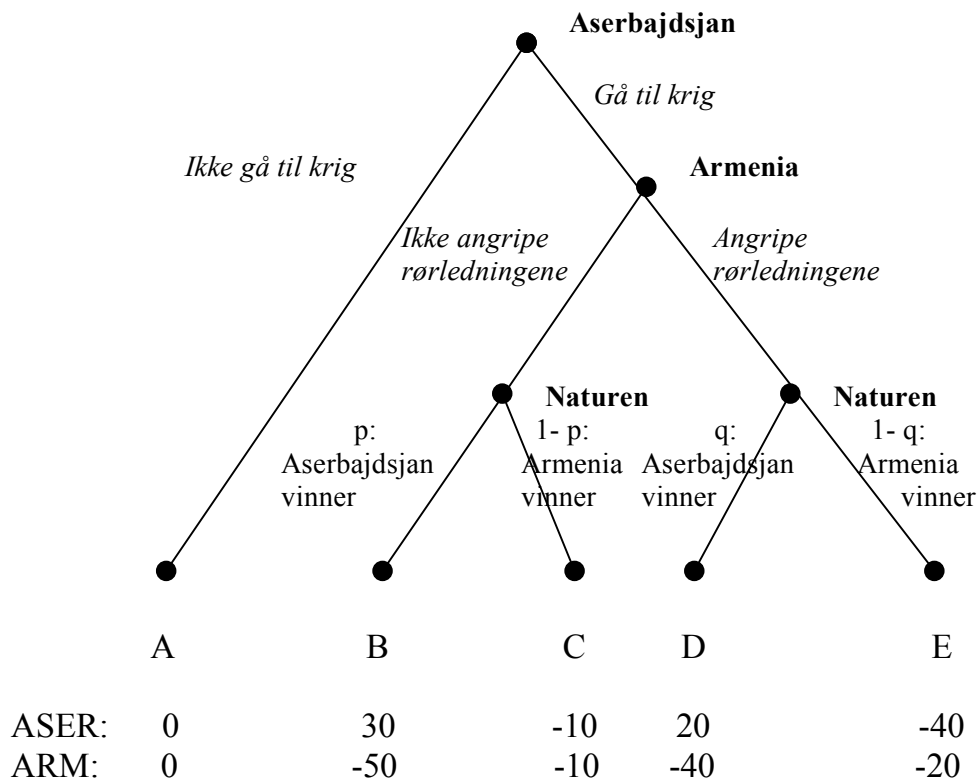 Aserbajdsjan
Gå til krig
Ikke gå til krig
Armenia
Ikke angripe
rørledningene
Angripe
rørledningene
Naturen
Naturen
p:
Aserbajdsjan
vinner
1- p:
Armenia
vinner
q:
Aserbajdsjan
vinner
1- q:
Armenia
vinner
A B C D E
ASER: 0 30 -10 20 -40
ARM: 0 -50 -10 -40 -20